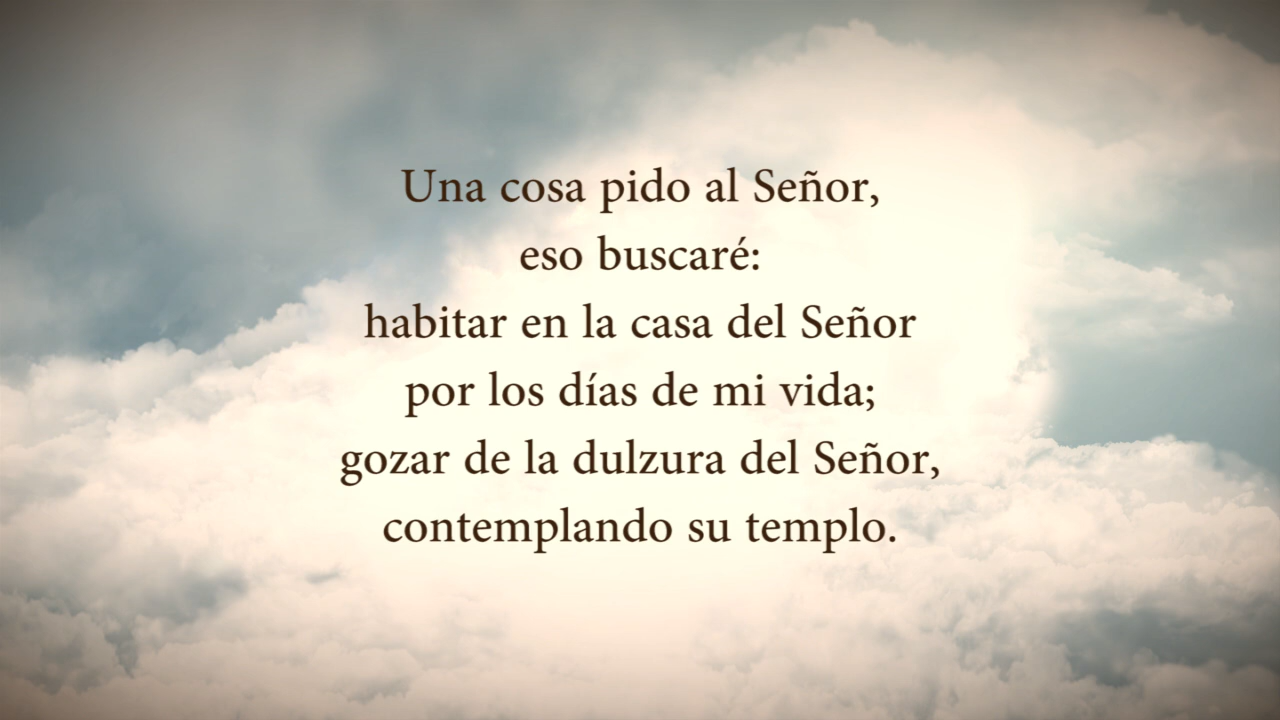 Una cosa pido al Señor,
eso buscaré:
habitar en la casa del Señor
por los días de mi vida;
gozar de la dulzura del Señor,
contemplando su templo.